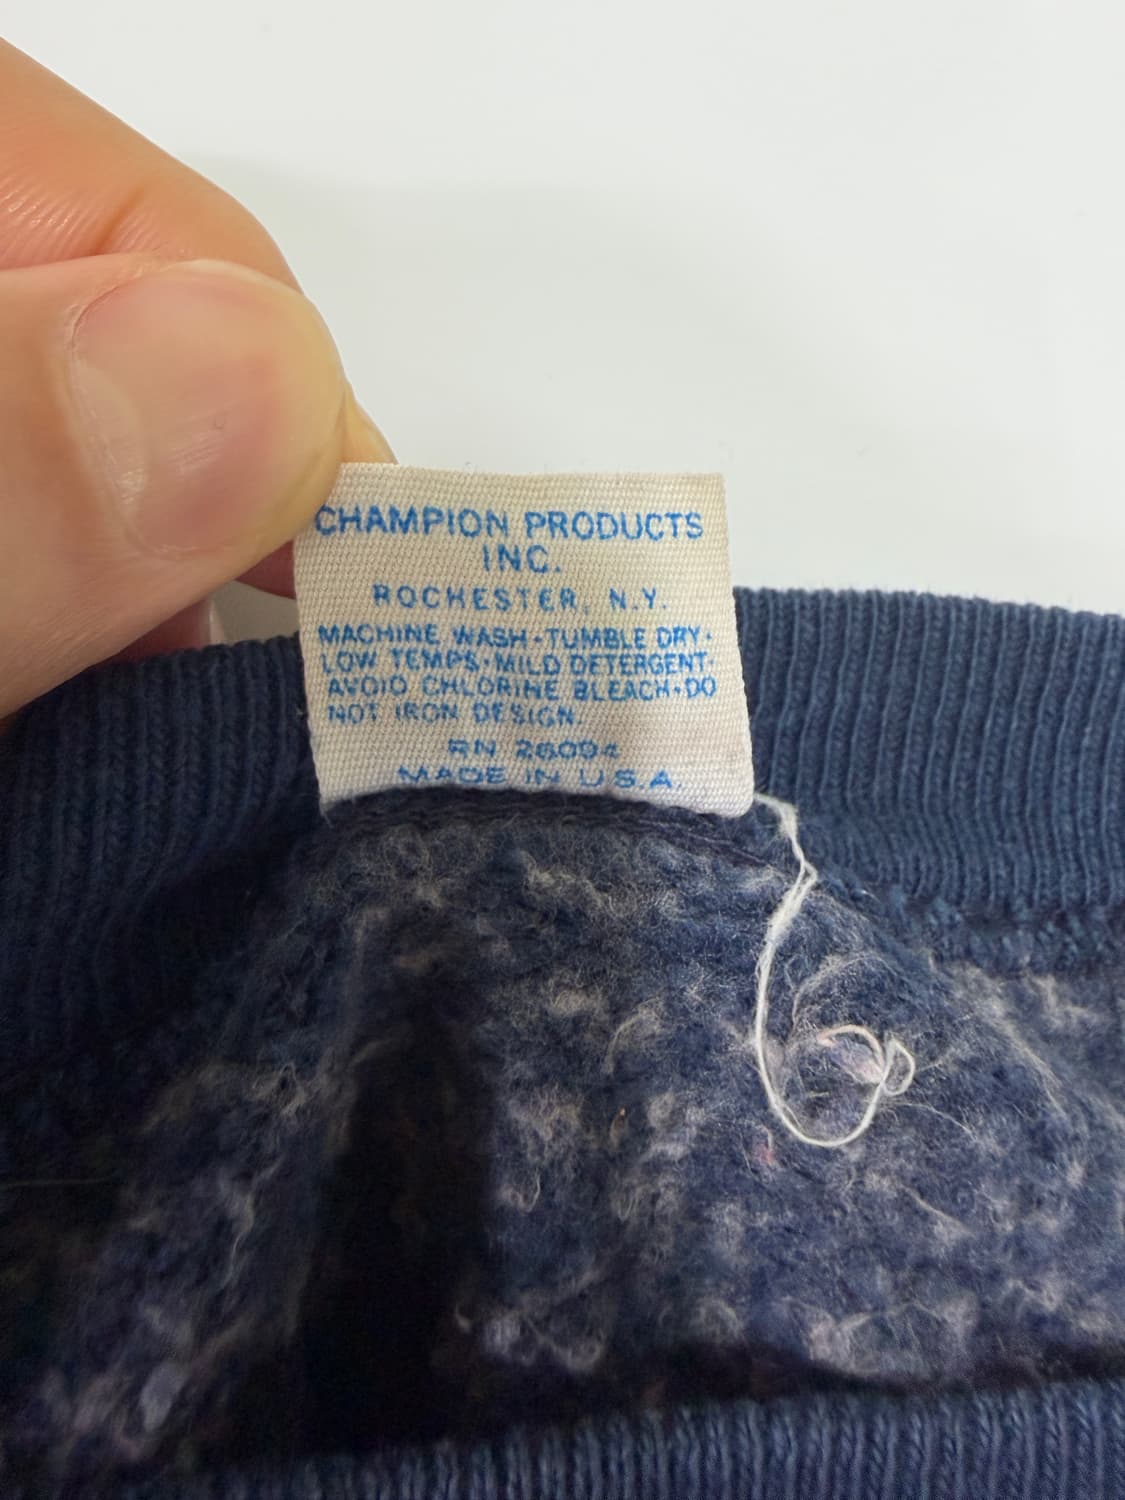 CHAMPION PRODUCTS
INC.
ROCHESTER, N.Y.
MACHINE WASH·TUMBLE DRY·
LOW TEMPS·MILD DETERGENT·
AVOID CHLORINE BLEACH·DO
NOT IRON DESIGN.
RN 26094
MADE IN U.S.A.